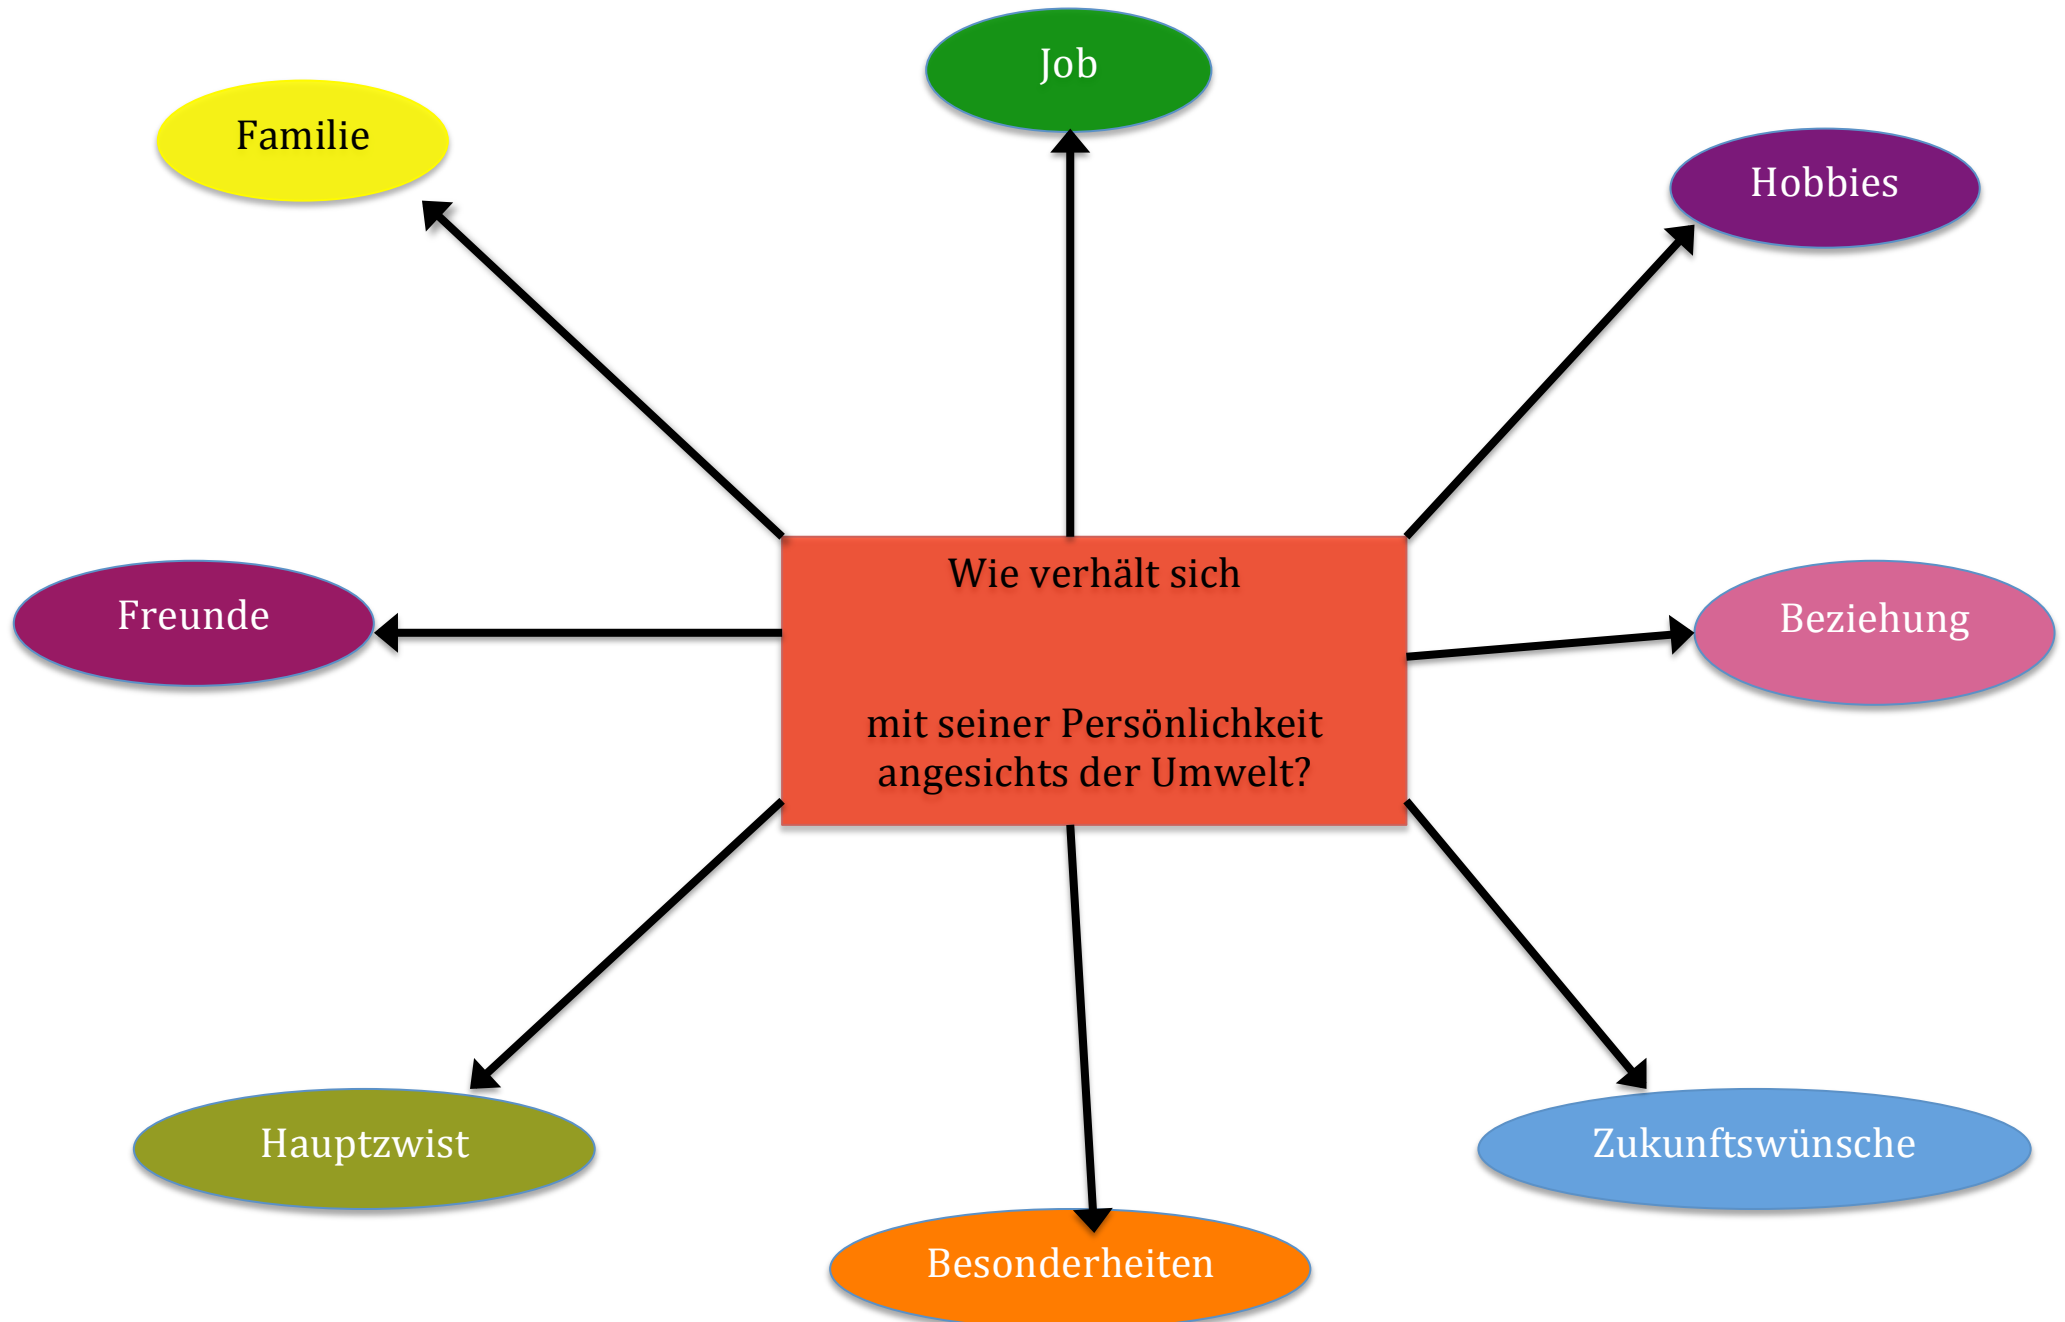 Job
Familie
Hobbies
Wie verhält sich
mit seiner Persönlichkeit
angesichts der Umwelt?
Freunde
Beziehung
Hauptzwist
Zukunftswünsche
Besonderheiten